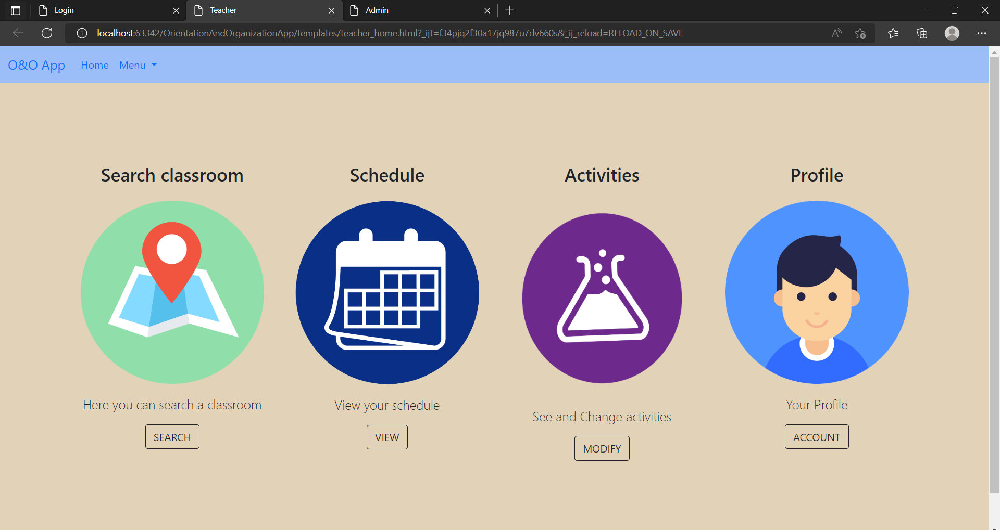 Login
Teacher
Admin
localhost:63342/OrientationAndOrganizationApp/templates/teacher_home.html?_ijt=f34pjq2f30a17jq987u7dv660s&_ij_reload=RELOAD_ON_SAVE
O&O App Home Menu
Search classroom
Here you can search a classroom
SEARCH
Schedule
View your schedule
VIEW
Activities
See and Change activities
MODIFY
Profile
Your Profile
ACCOUNT